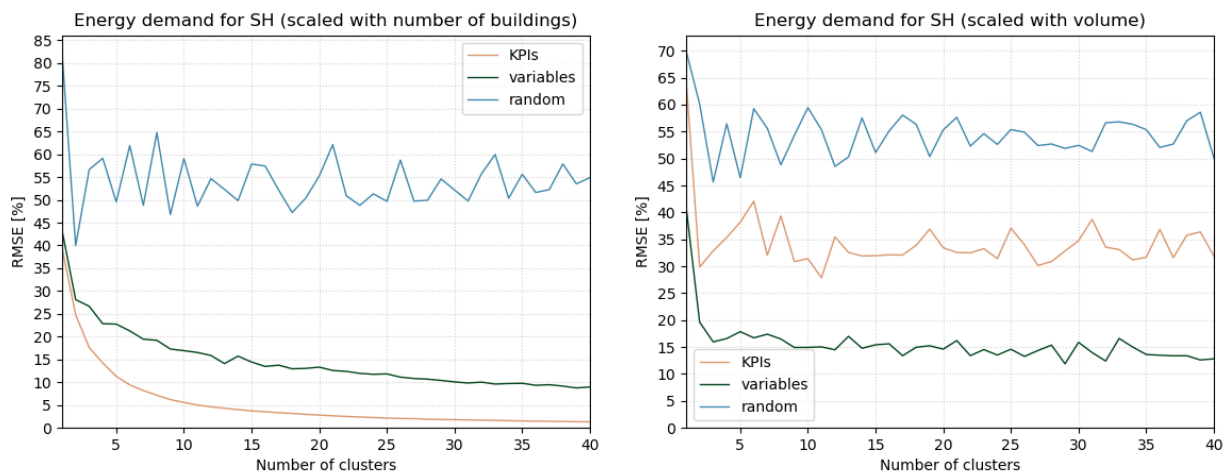 Energy demand for SH (scaled with number of buildings)
85
80
75
70
65
60
55
50
45
40
35
30
25
20
15
10
5
0
RMSE [%]
KPIs
variables
random
5 10 15 20 25 30 35 40
Number of clusters
Energy demand for SH (scaled with volume)
70
65
60
55
50
45
40
35
30
25
20
15
10
5
0
RMSE [%]
KPIs
variables
random
5 10 15 20 25 30 35 40
Number of clusters